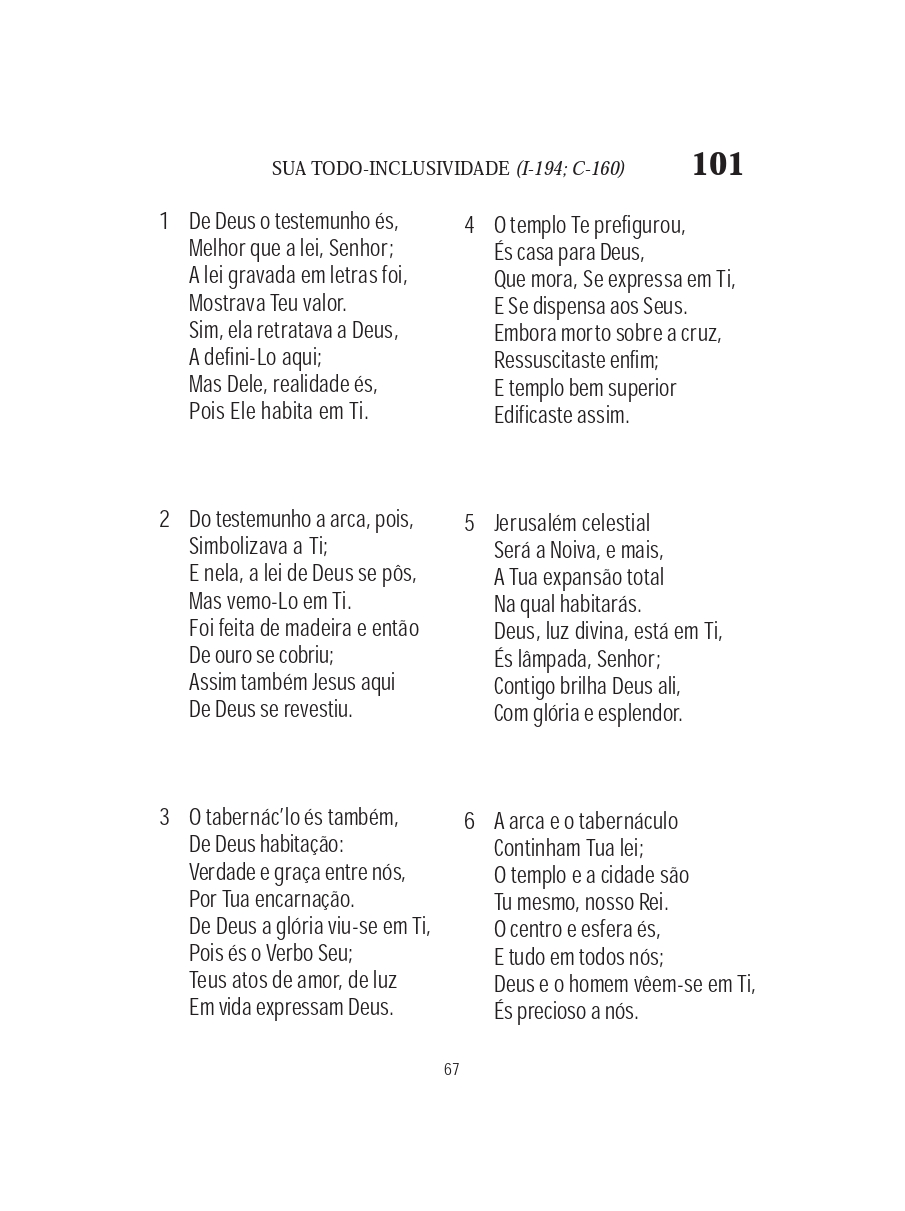 SUA TODO-INCLUSIVIDADE (I-194; C-160) 101
1 De Deus o testemunho és,
Melhor que a lei, Senhor;
A lei gravada em letras foi,
Mostrava Teu valor.
Sim, ela retratava a Deus,
A defini-Lo aqui;
Mas Dele, realidade és,
Pois Ele habita em Ti.
2 Do testemunho a arca, pois,
Simbolizava a Ti;
E nela, a lei de Deus se pôs,
Mas vemo-Lo em Ti.
Foi feita de madeira e então
De ouro se cobriu;
Assim também Jesus aqui
De Deus se revestiu.
3 O tabernác’lo és também,
De Deus habitação:
Verdade e graça entre nós,
Por Tua encarnação.
De Deus a glória viu-se em Ti,
Pois és o Verbo Seu;
Teus atos de amor, de luz
Em vida expressam Deus.
4 O templo Te prefigurou,
És casa para Deus,
Que mora, Se expressa em Ti,
E Se dispensa aos Seus.
Embora morto sobre a cruz,
Ressuscitaste enfim;
E templo bem superior
Edificaste assim.
5 Jerusalém celestial
Será a Noiva, e mais,
A Tua expansão total
Na qual habitarás.
Deus, luz divina, está em Ti,
És lâmpada, Senhor;
Contigo brilha Deus ali,
Com glória e esplendor.
6 A arca e o tabernáculo
Continham Tua lei;
O templo e a cidade são
Tu mesmo, nosso Rei.
O centro e esfera és,
E tudo em todos nós;
Deus e o homem vêem-se em Ti,
És precioso a nós.
67